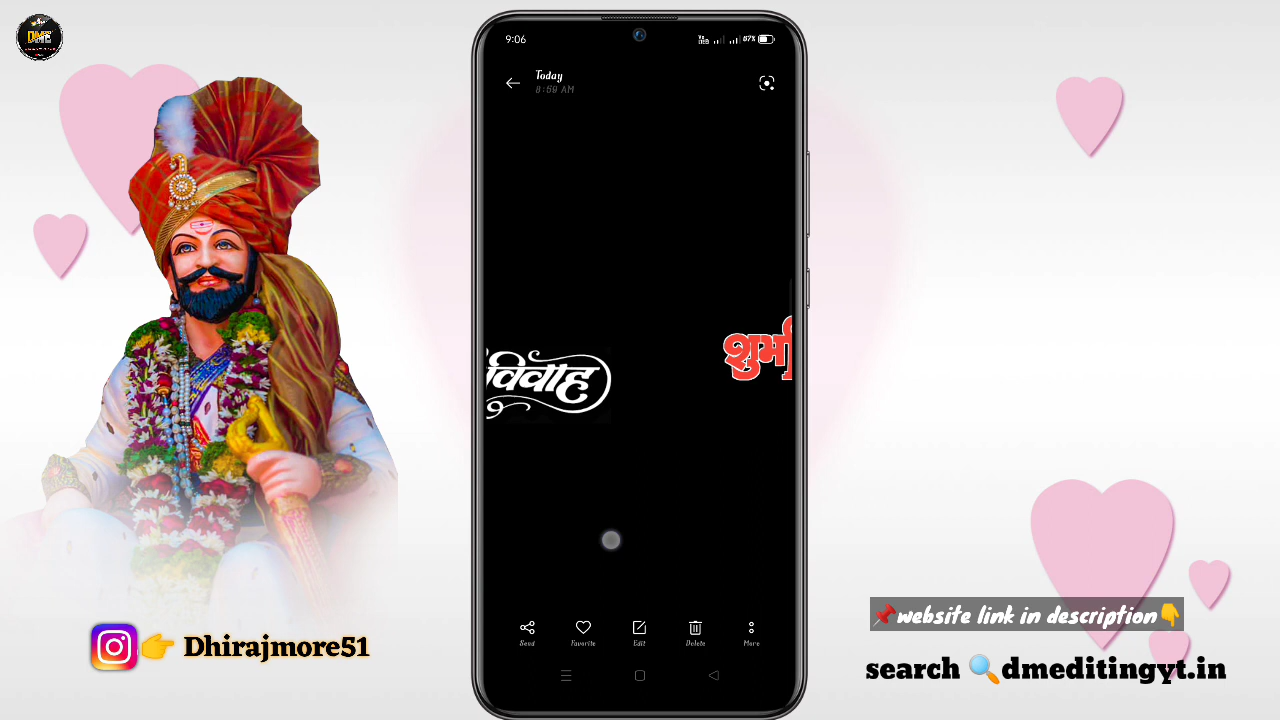 9:06
87%
Today
8:59 AM
विवाह
Send
Favorite
Edit
Delete
More
👉 Dhirajmore51
📌website link in description👇
search 🔍dmeditingyt.in